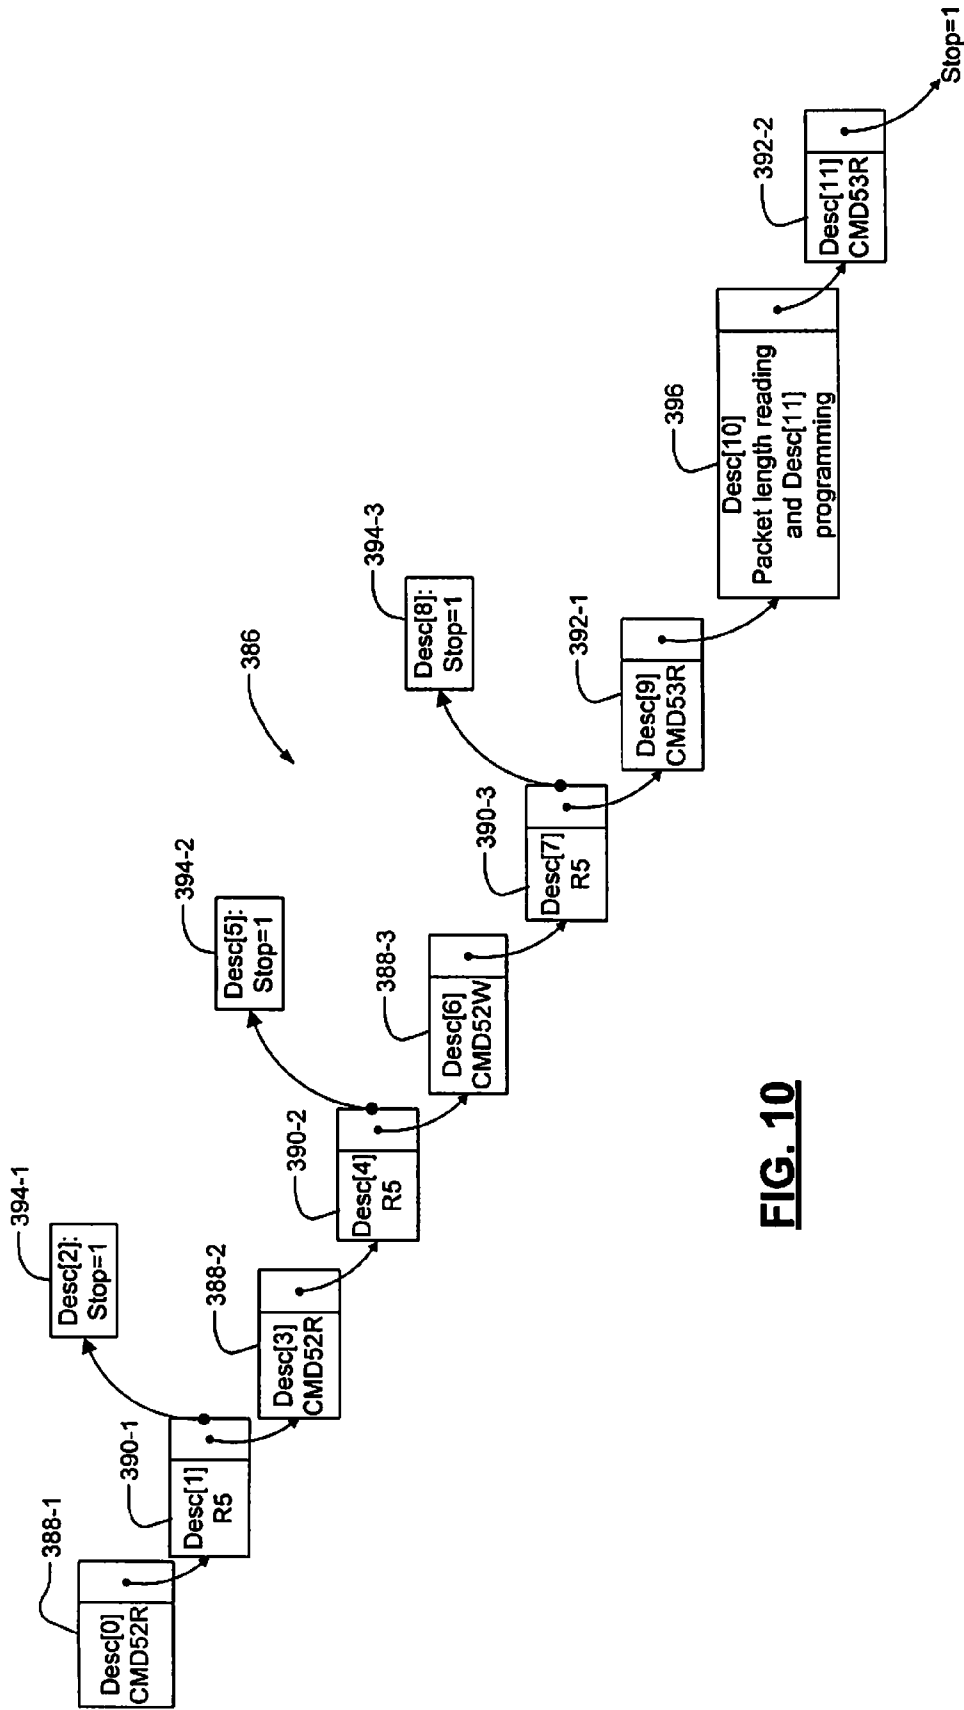 388-1
Desc[0]
CMD52R
390-1
Desc[1]
R5
394-1
Desc[2]:
Stop=1
388-2
Desc[3]
CMD52R
390-2
Desc[4]
R5
394-2
Desc[5]:
Stop=1
386
388-3
Desc[6]
CMD52W
390-3
Desc[7]
R5
394-3
Desc[8]:
Stop=1
392-1
Desc[9]
CMD53R
396
Desc[10]
Packet length reading
and Desc[11]
programming
392-2
Desc[11]
CMD53R
Stop=1
FIG. 10